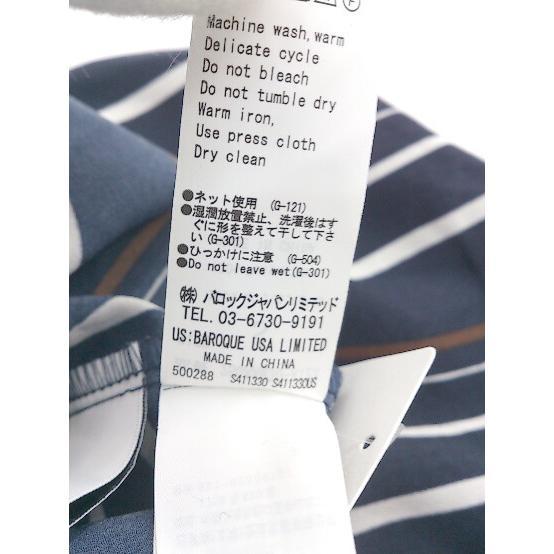 Machine wash,warm
Delicate cycle
Do not bleach
Do not tumble dry
Warm iron,
Use press cloth
Dry clean
●ネット使用 (G-121)
●湿潤放置禁止、洗濯後はす
ぐに形を整えて干して下さ
い(G-301)
●ひっかけに注意 (G-504)
●Do not leave wet(G-301)
㈱ バロックジャパンリミテッド
TEL. 03-6730-9191
US:BAROQUE USA LIMITED
MADE IN CHINA
500288 S411330 S411330US